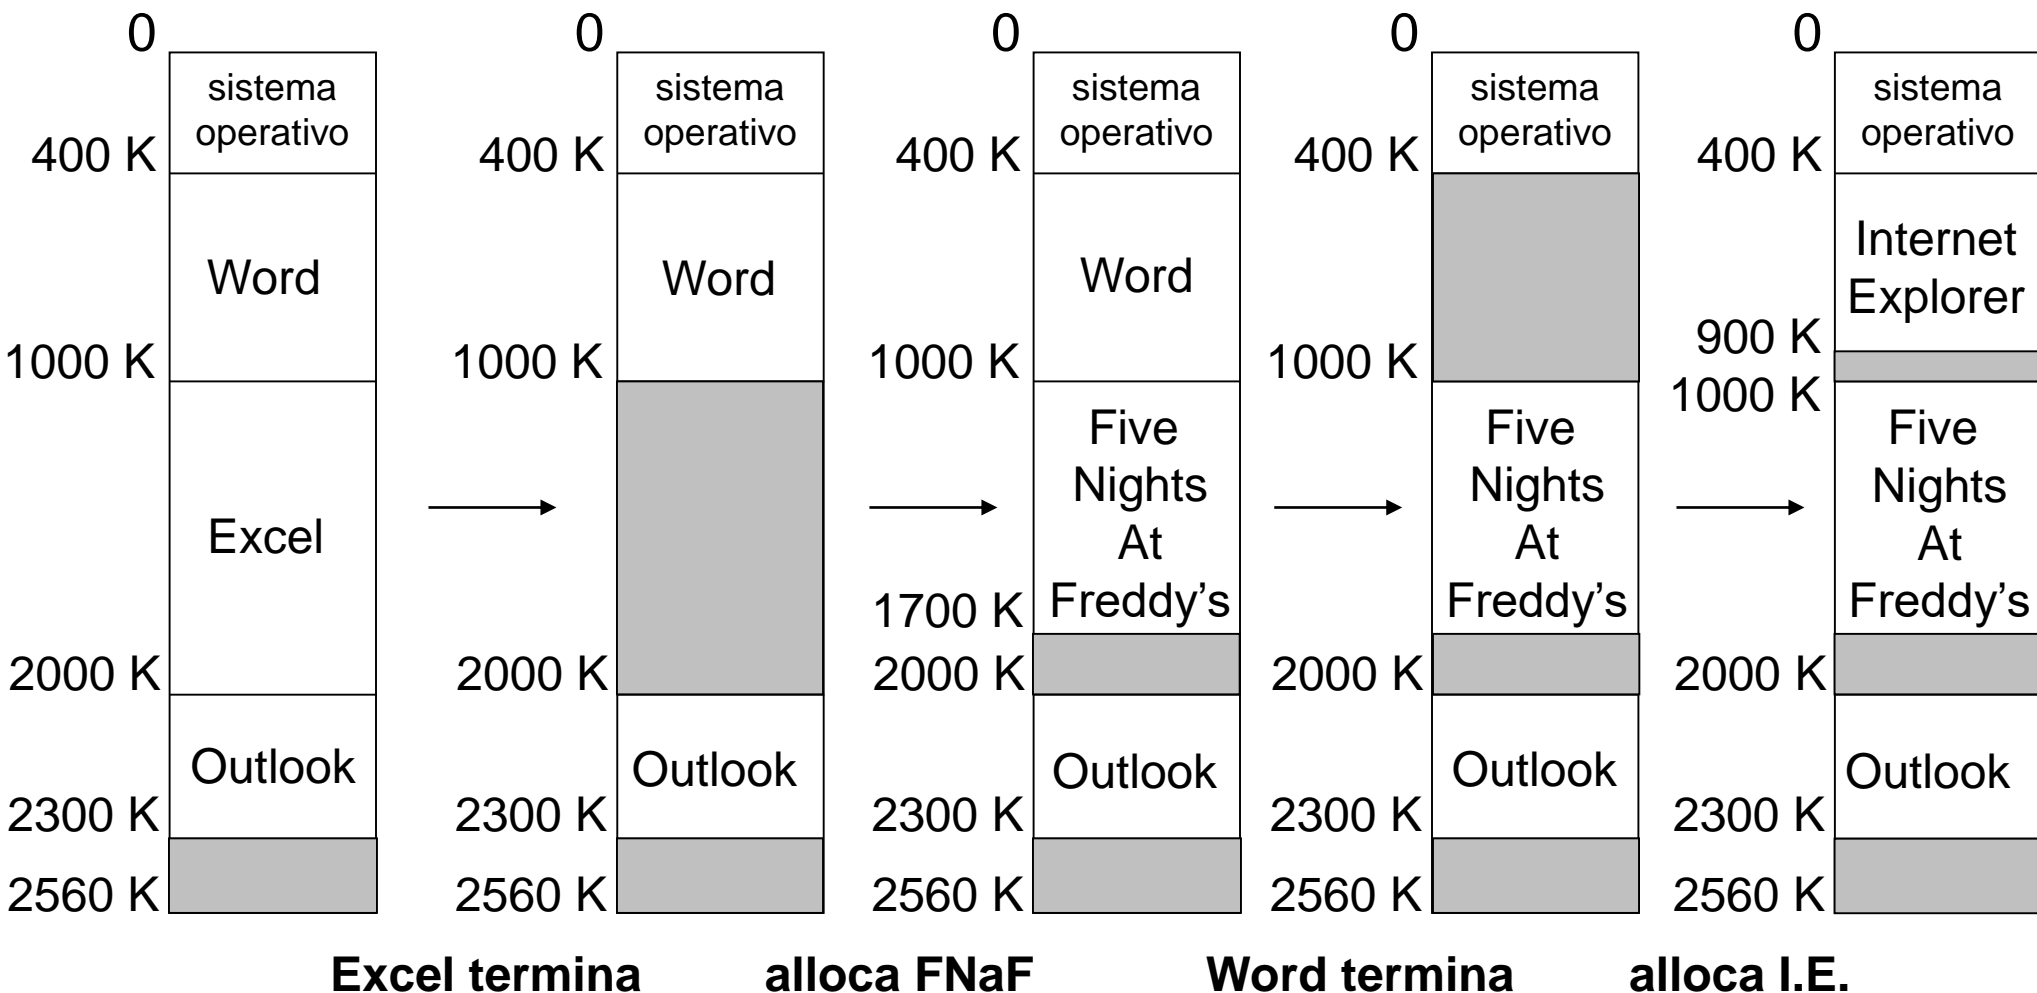 0
sistema
operativo
400 K
Word
1000 K
Excel
2000 K
Outlook
2300 K
2560 K
0
sistema
operativo
400 K
Word
1000 K
2000 K
Outlook
2300 K
2560 K
0
sistema
operativo
400 K
Word
1000 K
Five
Nights
At
Freddy’s
1700 K
2000 K
Outlook
2300 K
2560 K
0
sistema
operativo
400 K
1000 K
Five
Nights
At
Freddy’s
2000 K
Outlook
2300 K
2560 K
0
sistema
operativo
400 K
Internet
Explorer
900 K
1000 K
Five
Nights
At
Freddy’s
2000 K
Outlook
2300 K
2560 K
Excel termina
alloca FNaF
Word termina
alloca I.E.